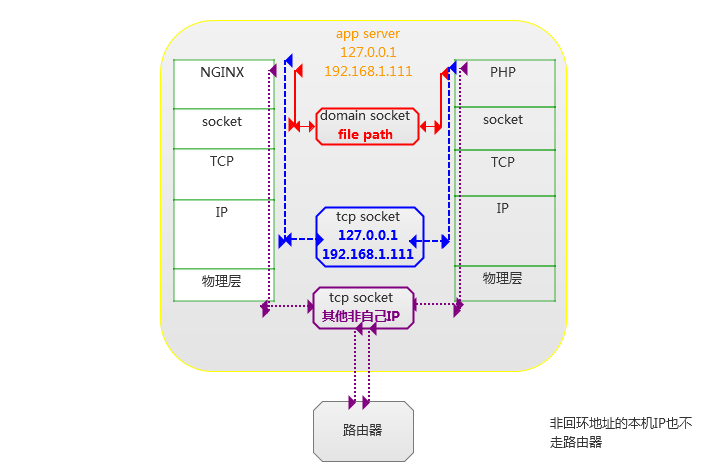 app server
127.0.0.1
192.168.1.111
NGINX
PHP
domain socket
file path
socket
socket
TCP
TCP
IP
IP
tcp socket
127.0.0.1
192.168.1.111
物理层
物理层
tcp socket
其他非自己IP
路由器
非回环地址的本机IP也不
走路由器